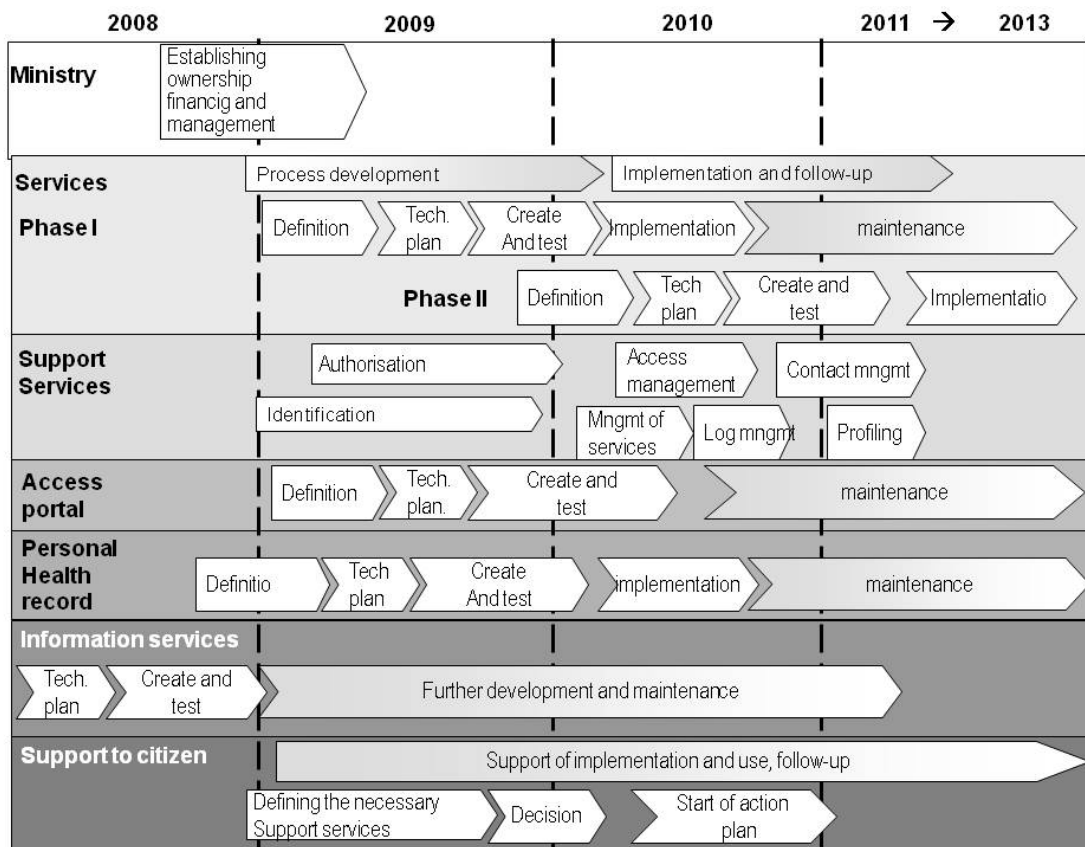 2008 2009 2010 2011 → 2013
Ministry
Establishing
ownership
financig and
management
Services
Process development
Implementation and follow-up
Phase I
Definition
Tech.
plan
Create
And test
Implementation
maintenance
Phase II
Definition
Tech
plan
Create and
test
Implementatio
Support
Services
Authorisation
Access
management
Contact mngmt
Identification
Mngmt of
services
Log mngmt
Profiling
Access
portal
Definition
Tech.
plan.
Create and
test
maintenance
Personal
Health
record
Definitio
Tech
plan
Create
And test
implementation
maintenance
Information services
Tech.
plan
Create and
test
Further development and maintenance
Support to citizen
Support of implementation and use, follow-up
Defining the necessary
Support services
Decision
Start of action
plan